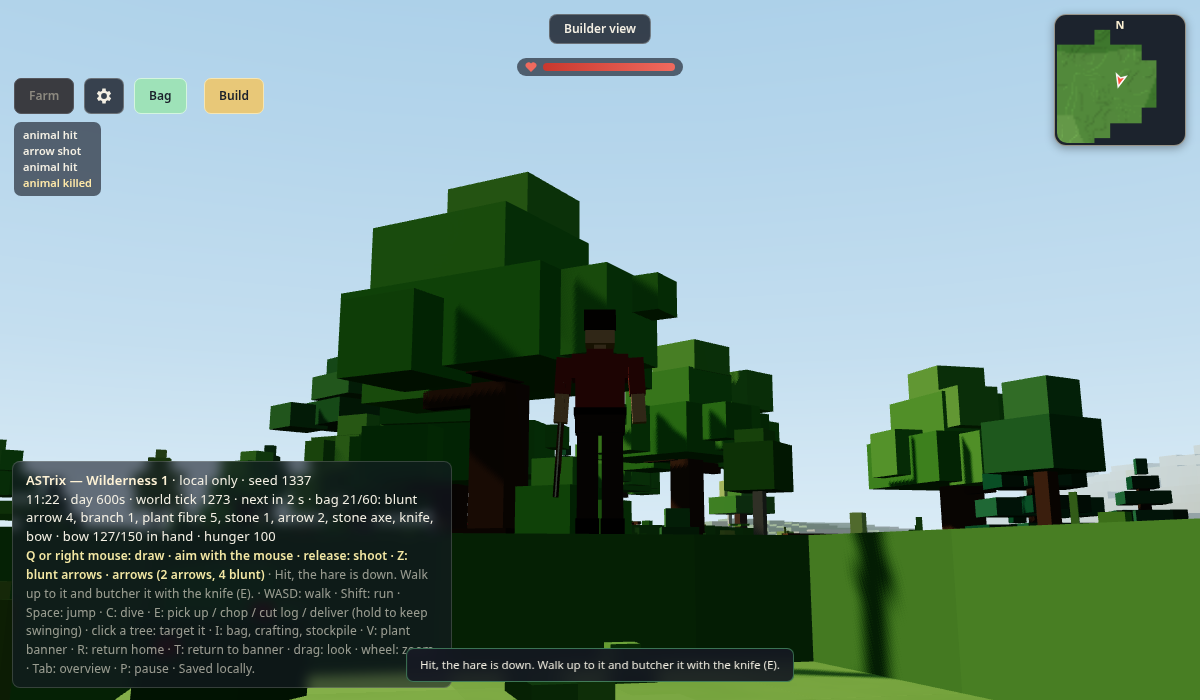 Builder view
N
Farm
Bag
Build
animal hit
arrow shot
animal hit
animal killed
ASTrix — Wilderness 1 · local only · seed 1337
11:22 · day 600s · world tick 1273 · next in 2 s · bag 21/60: blunt
arrow 4, branch 1, plant fibre 5, stone 1, arrow 2, stone axe, knife,
bow · bow 127/150 in hand · hunger 100
Q or right mouse: draw · aim with the mouse · release: shoot · Z:
blunt arrows · arrows (2 arrows, 4 blunt) · Hit, the hare is down. Walk
up to it and butcher it with the knife (E). · WASD: walk · Shift: run ·
Space: jump · C: dive · E: pick up / chop / cut log / deliver (hold to keep
swinging) · click a tree: target it · I: bag, crafting, stockpile · V: plant
banner · R: return home · T: return to banner · drag: look · wheel: zoom
· Tab: overview · P: pause · Saved locally.
Hit, the hare is down. Walk up to it and butcher it with the knife (E).